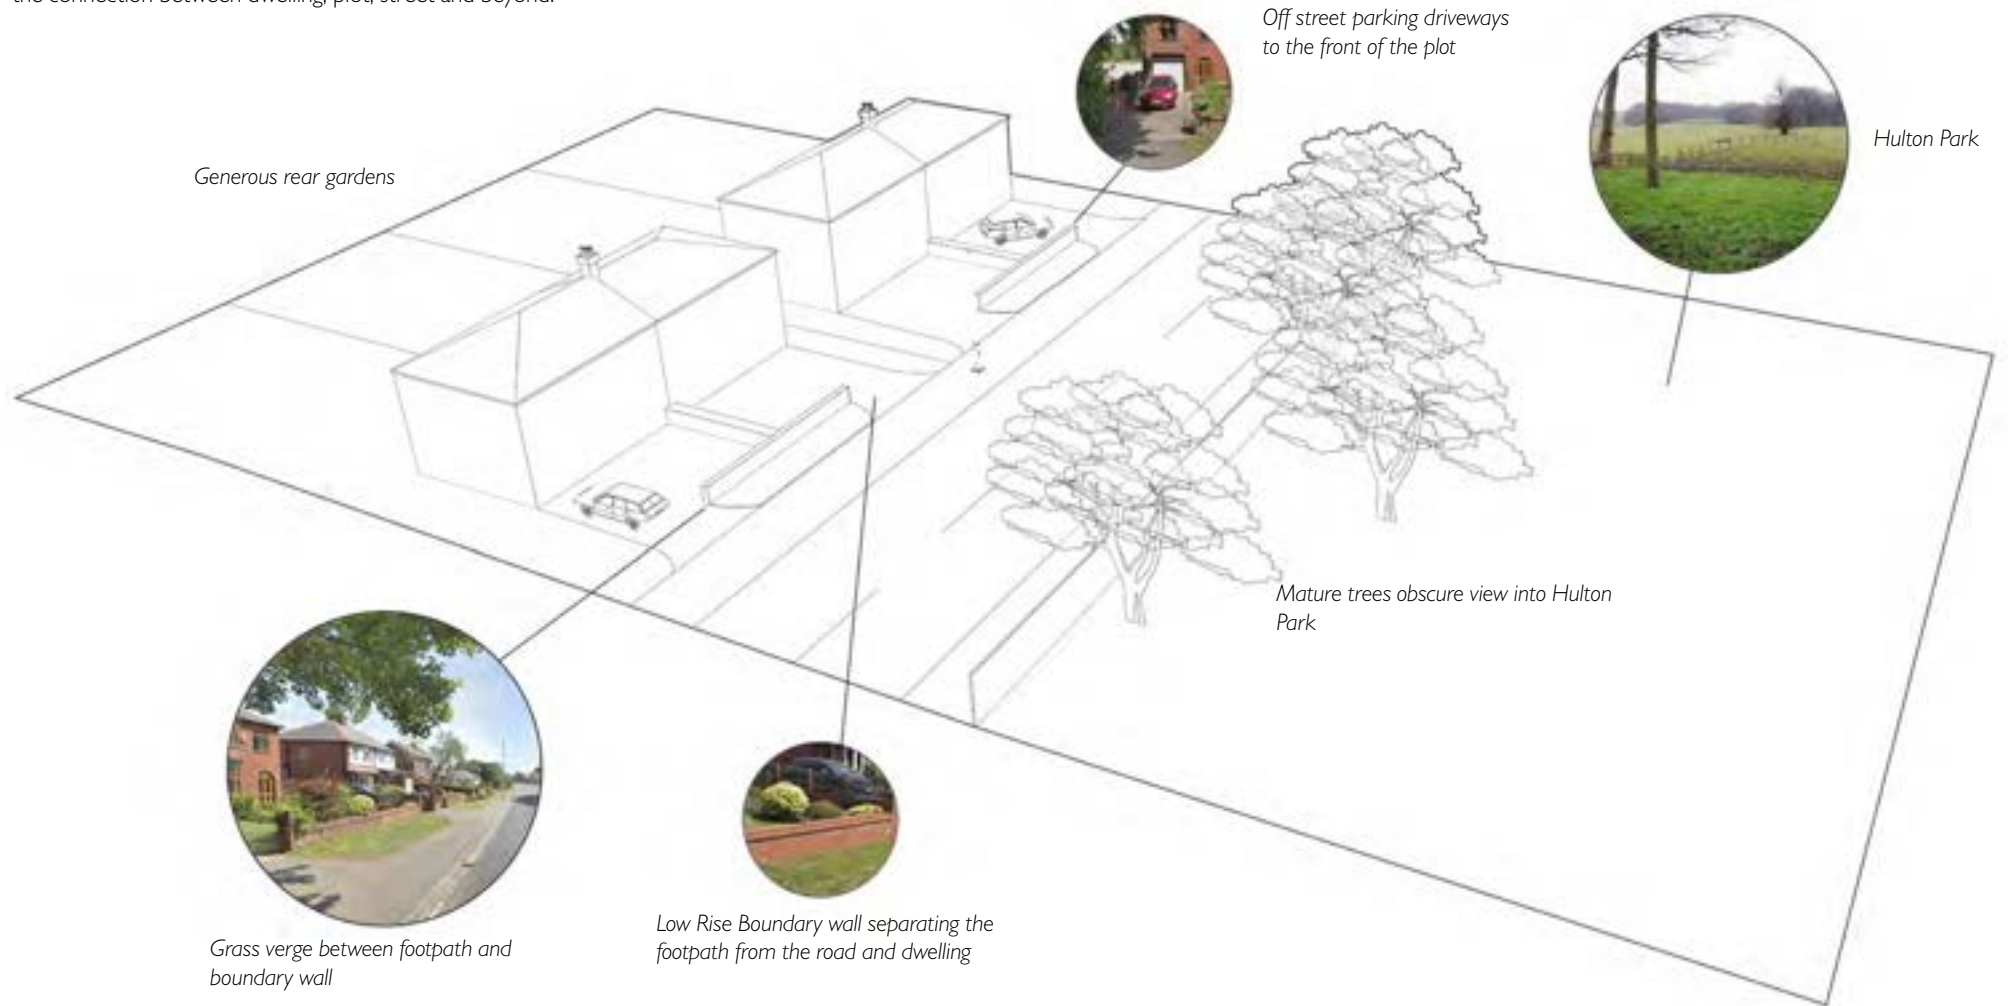 the connection between dwelling, plot, street and beyond.
Off street parking driveways
to the front of the plot
Hulton Park
Generous rear gardens
Mature trees obscure view into Hulton
Park
Low Rise Boundary wall separating the
footpath from the road and dwelling
Grass verge between footpath and
boundary wall